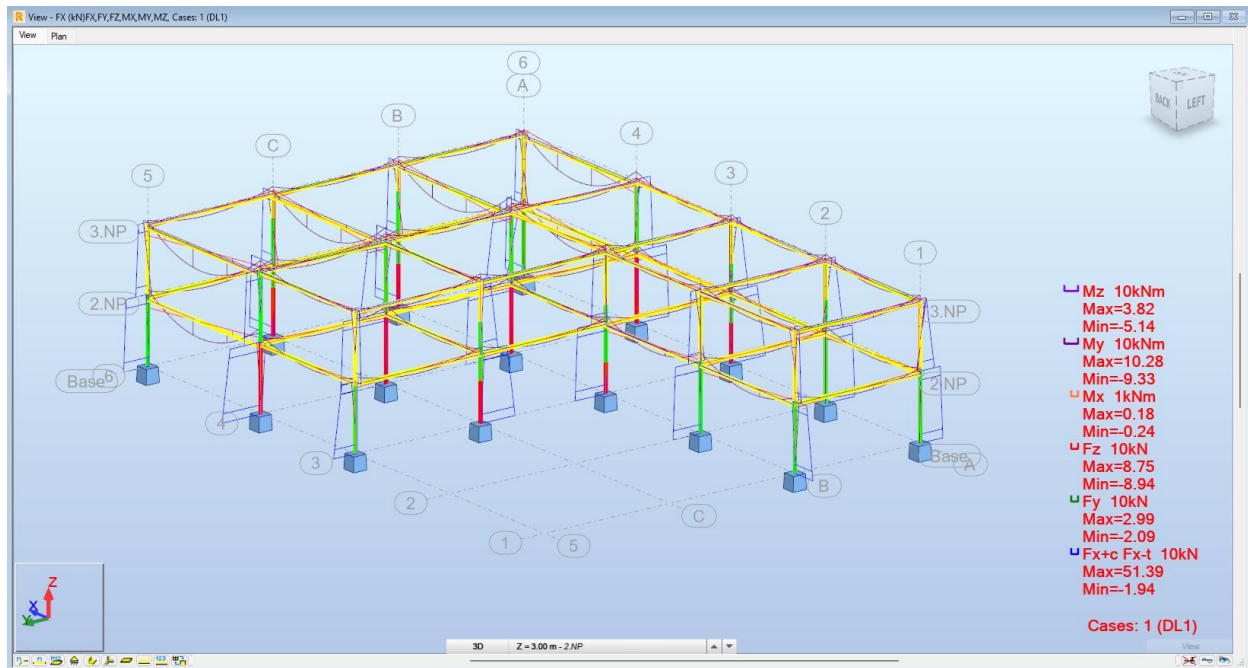 View - FX (kN)FX,FY,FZ,MX,MY,MZ, Cases: 1 (DL1)
View Plan
6
A
B
C
4
5
3
2
1
3.NP
2.NP
Base 6
4
3
2
1
5
C
B
3.NP
2.NP
Base
A
BACK LEFT
Mz 10kNm
Max=3.82
Min=-5.14
My 10kNm
Max=10.28
Min=-9.33
Mx 1kNm
Max=0.18
Min=-0.24
Fz 10kN
Max=8.75
Min=-8.94
Fy 10kN
Max=2.99
Min=-2.09
Fx+c Fx-t 10kN
Max=51.39
Min=-1.94
Cases: 1 (DL1)
Z
X
Y
3D Z = 3.00 m - 2.NP
View